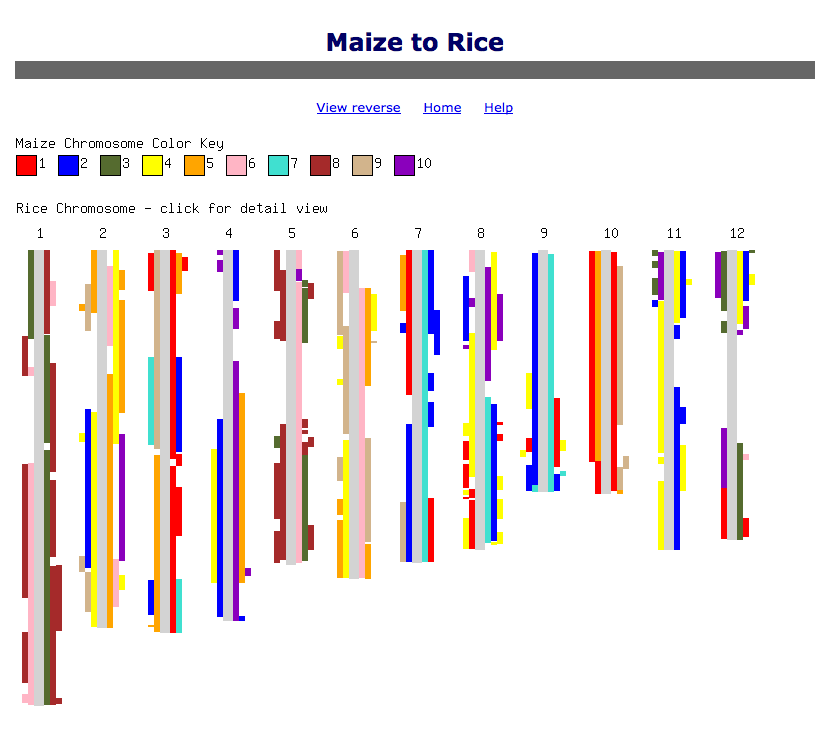 Maize to Rice
View reverse Home Help
Maize Chromosome Color Key
1 2 3 4 5 6 7 8 9 10
Rice Chromosome - click for detail view
1 2 3 4 5 6 7 8 9 10 11 12